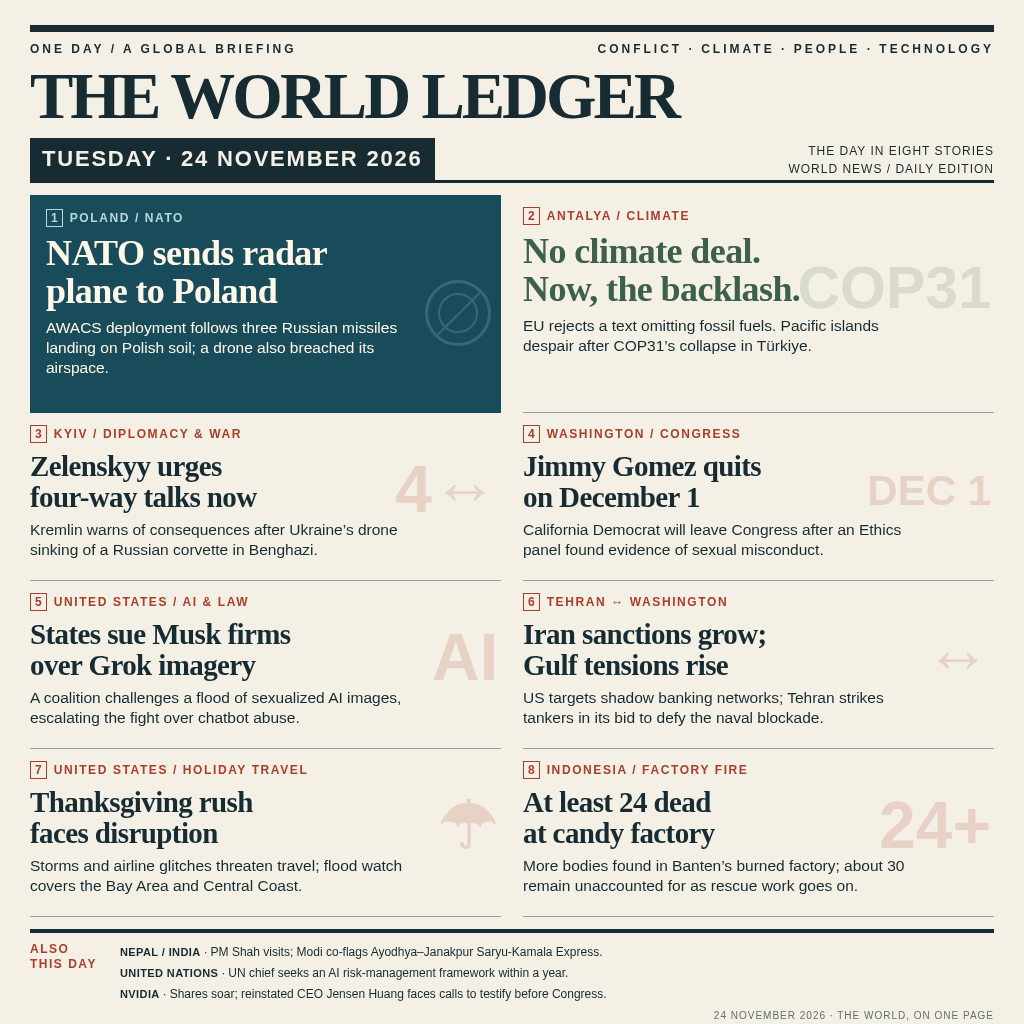 ONE DAY / A GLOBAL BRIEFING
CONFLICT · CLIMATE · PEOPLE · TECHNOLOGY
THE WORLD LEDGER
TUESDAY · 24 NOVEMBER 2026
THE DAY IN EIGHT STORIES
WORLD NEWS / DAILY EDITION
1 POLAND / NATO
NATO sends radar
plane to Poland
AWACS deployment follows three Russian missiles
landing on Polish soil; a drone also breached its
airspace.
2 ANTALYA / CLIMATE
No climate deal.
Now, the backlash.
COP31
EU rejects a text omitting fossil fuels. Pacific islands
despair after COP31’s collapse in Türkiye.
3 KYIV / DIPLOMACY & WAR
Zelenskyy urges
four-way talks now
4↔
Kremlin warns of consequences after Ukraine’s drone
sinking of a Russian corvette in Benghazi.
4 WASHINGTON / CONGRESS
Jimmy Gomez quits
on December 1
DEC 1
California Democrat will leave Congress after an Ethics
panel found evidence of sexual misconduct.
5 UNITED STATES / AI & LAW
States sue Musk firms
over Grok imagery
AI
A coalition challenges a flood of sexualized AI images,
escalating the fight over chatbot abuse.
6 TEHRAN ↔ WASHINGTON
Iran sanctions grow;
Gulf tensions rise
↔
US targets shadow banking networks; Tehran strikes
tankers in its bid to defy the naval blockade.
7 UNITED STATES / HOLIDAY TRAVEL
Thanksgiving rush
faces disruption
Storms and airline glitches threaten travel; flood watch
covers the Bay Area and Central Coast.
8 INDONESIA / FACTORY FIRE
At least 24 dead
at candy factory
24+
More bodies found in Banten’s burned factory; about 30
remain unaccounted for as rescue work goes on.
ALSO
THIS DAY
NEPAL / INDIA · PM Shah visits; Modi co-flags Ayodhya–Janakpur Saryu-Kamala Express.
UNITED NATIONS · UN chief seeks an AI risk-management framework within a year.
NVIDIA · Shares soar; reinstated CEO Jensen Huang faces calls to testify before Congress.
24 NOVEMBER 2026 · THE WORLD, ON ONE PAGE